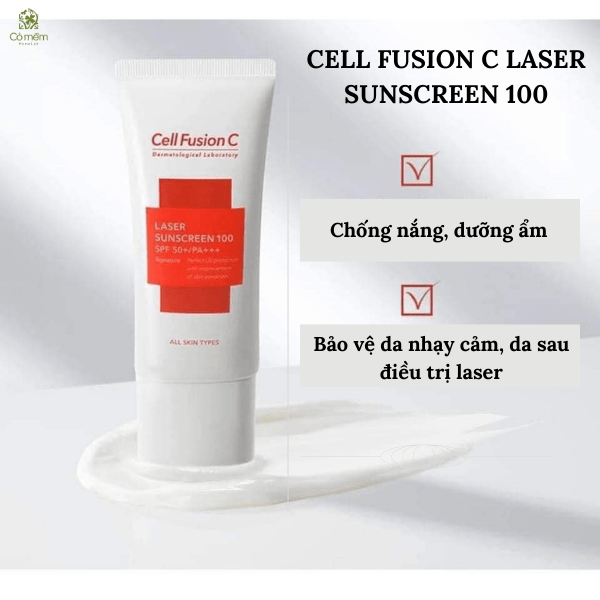 Cỏ mềm
HOMELAB
CELL FUSION C LASER
SUNSCREEN 100
Chống nắng, dưỡng ẩm
Bảo vệ da nhạy cảm, da sau
điều trị laser
Cell Fusion C
Dermatological Laboratory
LASER
SUNSCREEN 100
SPF 50+/PA+++
ALL SKIN TYPES